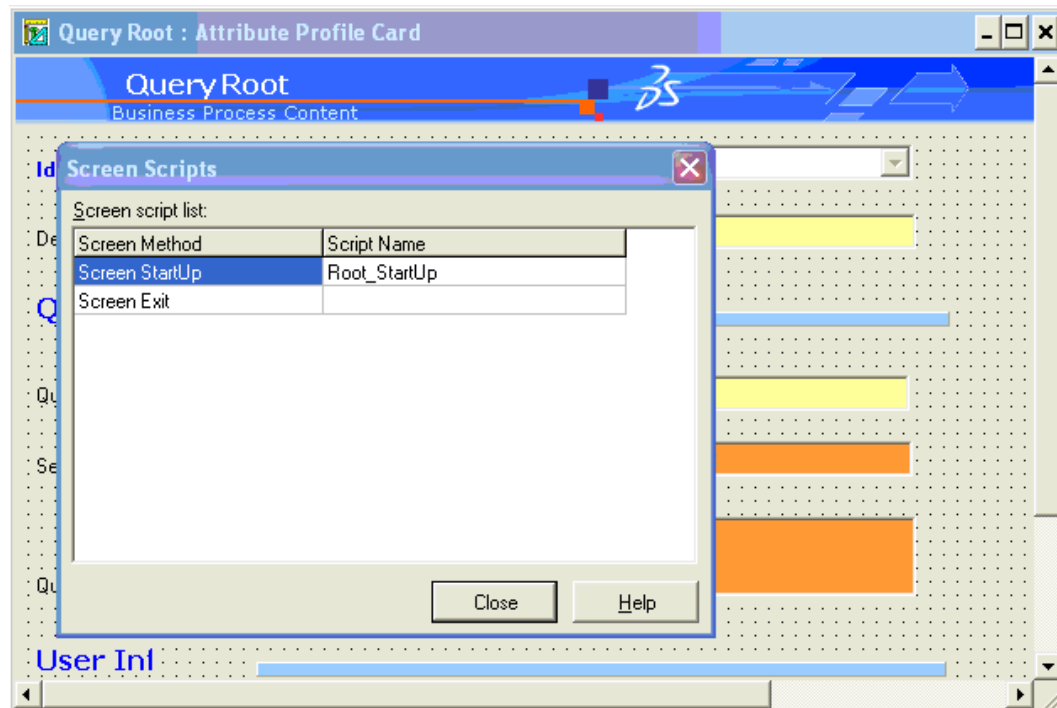 Query Root : Attribute Profile Card
Query Root
Business Process Content
Id
Screen Scripts
Screen script list:
De
Screen Method Script Name
Screen StartUp Root_StartUp
Screen Exit
Q
Qu
Se
Qu
Close Help
User Inf